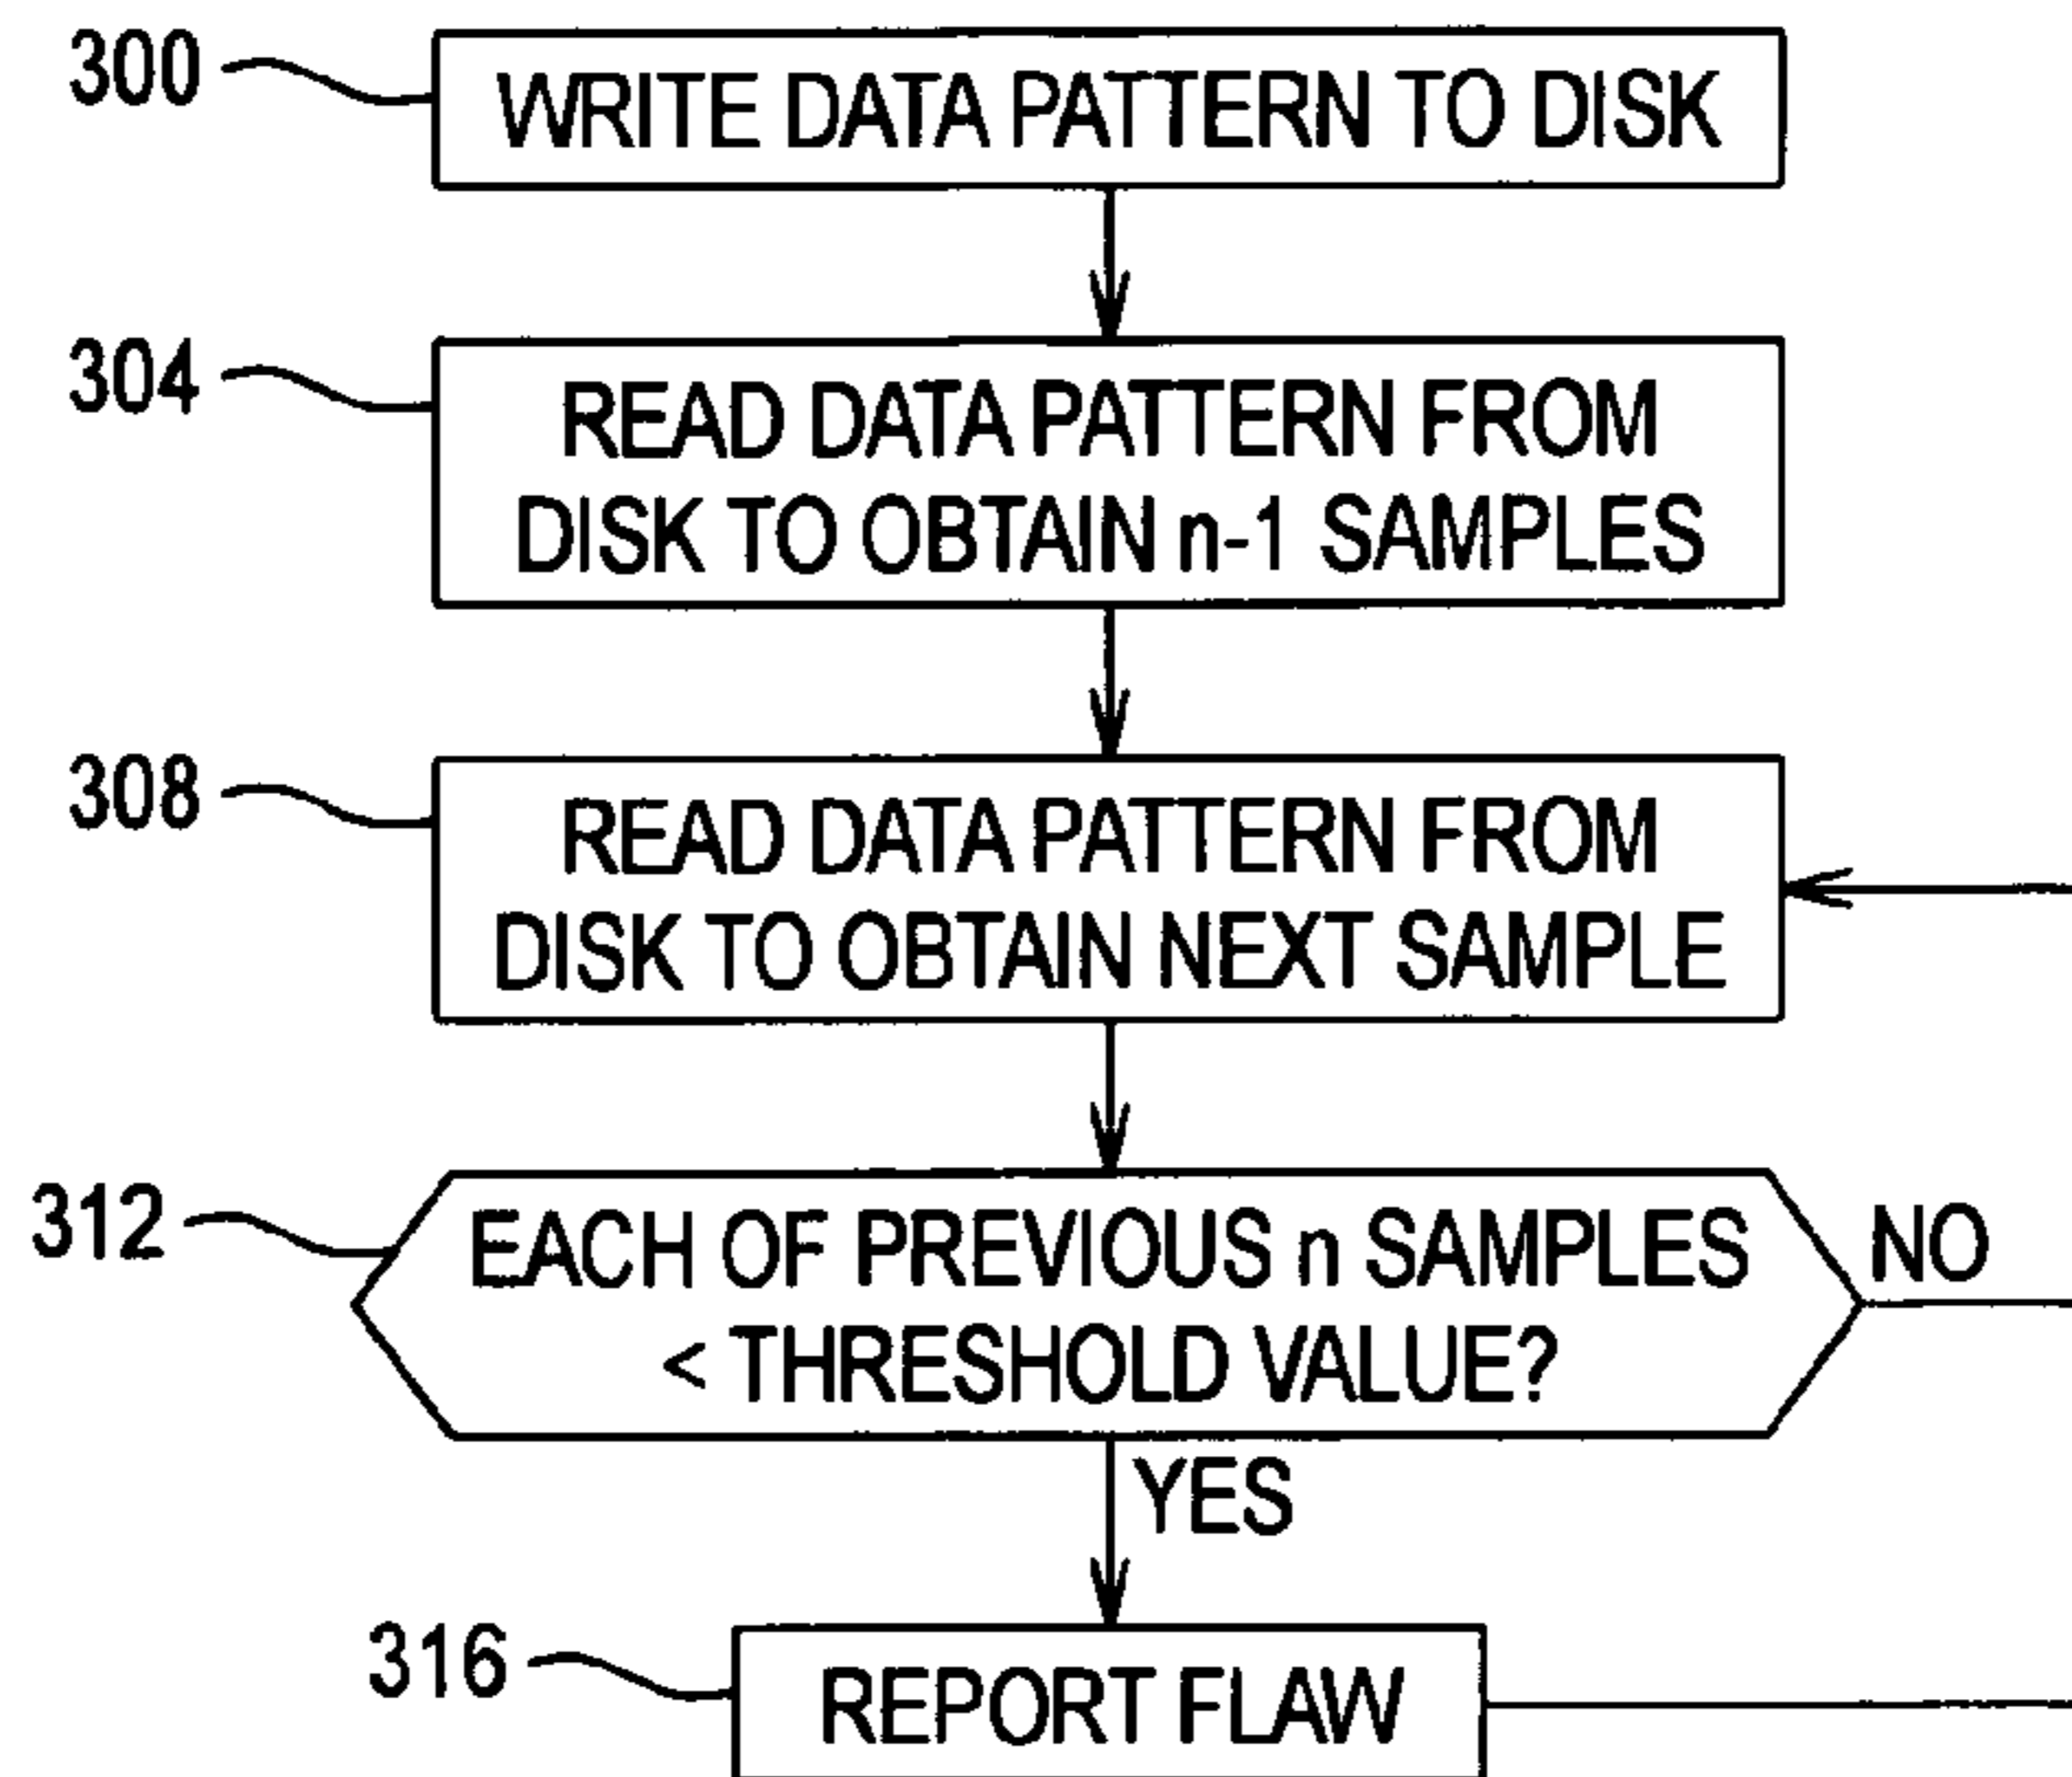 300
WRITE DATA PATTERN TO DISK
304
READ DATA PATTERN FROM
DISK TO OBTAIN n-1 SAMPLES
308
READ DATA PATTERN FROM
DISK TO OBTAIN NEXT SAMPLE
312
EACH OF PREVIOUS n SAMPLES
< THRESHOLD VALUE?
NO
YES
316
REPORT FLAW